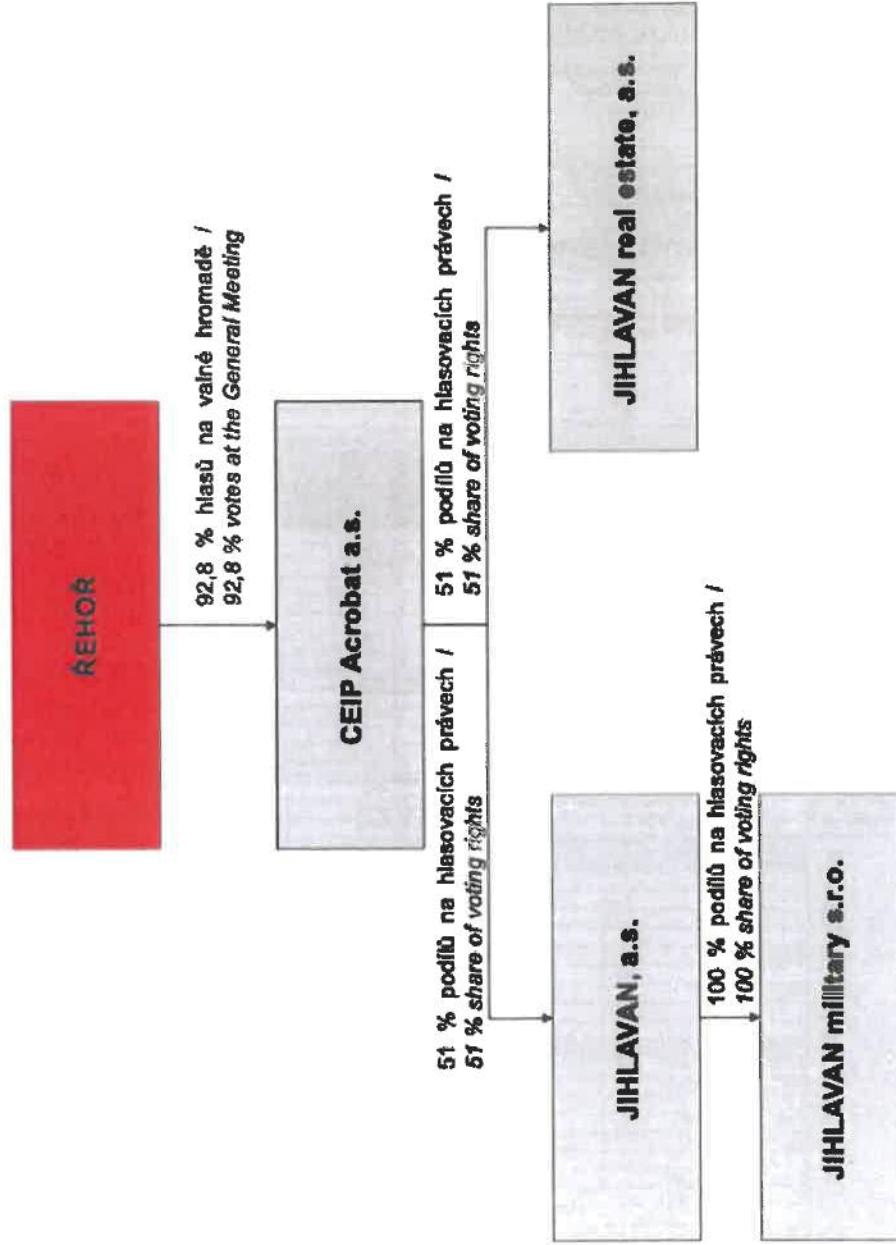 ŘEHOŘ
92,8 % hlasů na valné hromadě /
92,8 % votes at the General Meeting
CEIP Acrobat a.s.
51 % podílů na hlasovacích právech /
51 % share of voting rights
51 % podílů na hlasovacích právech /
51 % share of voting rights
JIHLAVAN, a.s.
JIHLAVAN real estate, a.s.
100 % podílů na hlasovacích právech /
100 % share of voting rights
JIHLAVAN military s.r.o.